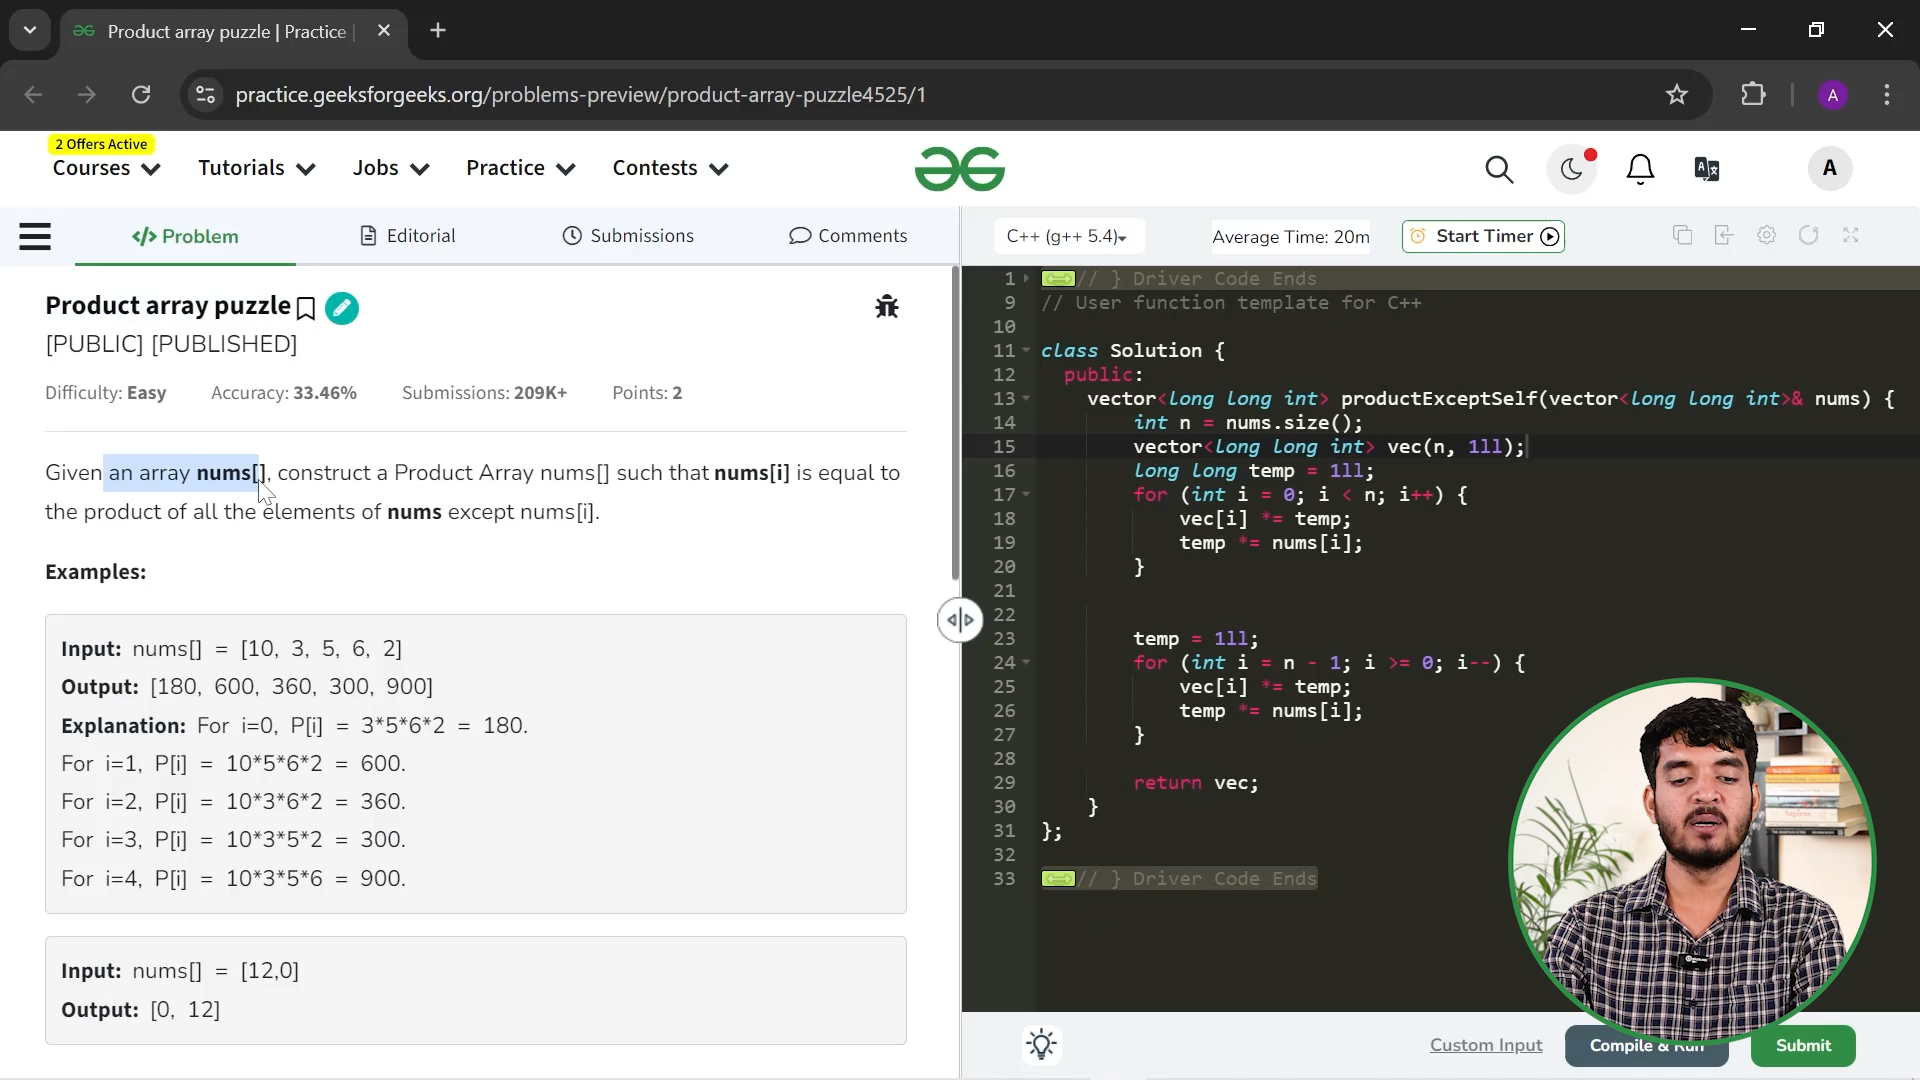 Product array puzzle | Practice
practice.geeksforgeeks.org/problems-preview/product-array-puzzle4525/1
A
2 Offers Active
Courses
Tutorials
Jobs
Practice
Contests
A
</> Problem
Editorial
Submissions
Comments
C++ (g++ 5.4)
Average Time: 20m
Start Timer
Product array puzzle
[PUBLIC] [PUBLISHED]
Difficulty: Easy Accuracy: 33.46% Submissions: 209K+ Points: 2
Given an array nums[], construct a Product Array nums[] such that nums[i] is equal to
the product of all the elements of nums except nums[i].
Examples:
Input: nums[] = [10, 3, 5, 6, 2]
Output: [180, 600, 360, 300, 900]
Explanation: For i=0, P[i] = 3*5*6*2 = 180.
For i=1, P[i] = 10*5*6*2 = 600.
For i=2, P[i] = 10*3*6*2 = 360.
For i=3, P[i] = 10*3*5*2 = 300.
For i=4, P[i] = 10*3*5*6 = 900.
Input: nums[] = [12,0]
Output: [0, 12]
1 // } Driver Code Ends
9 // User function template for C++
10
11 class Solution {
12 public:
13 vector<long long int> productExceptSelf(vector<long long int>& nums) {
14 int n = nums.size();
15 vector<long long int> vec(n, 1ll);
16 long long temp = 1ll;
17 for (int i = 0; i < n; i++) {
18 vec[i] *= temp;
19 temp *= nums[i];
20 }
21
22
23 temp = 1ll;
24 for (int i = n - 1; i >= 0; i--) {
25 vec[i] *= temp;
26 temp *= nums[i];
27 }
28
29 return vec;
30 }
31 };
32
33 // } Driver Code Ends
Custom Input
Compile & Run
Submit